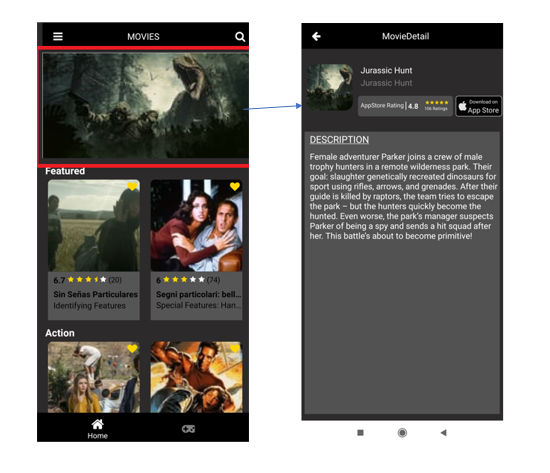 MOVIES
Featured
6.7 (20)
Sin Señas Particulares
Identifying Features
6 (74)
Segni particolari: bell...
Special Features: Han...
Action
Home
MovieDetail
Jurassic Hunt
Jurassic Hunt
AppStore Rating 4.8
10k Ratings
Download on
App Store
DESCRIPTION
Female adventurer Parker joins a crew of male
trophy hunters in a remote wilderness park. Their
goal: slaughter genetically recreated dinosaurs for
sport using rifles, arrows, and grenades. After their
guide is killed by raptors, the team tries to escape
the park – but the hunters quickly become the
hunted. Even worse, the park's manager suspects
Parker of being a spy and sends a hit squad after
her. This battle's about to become primitive!